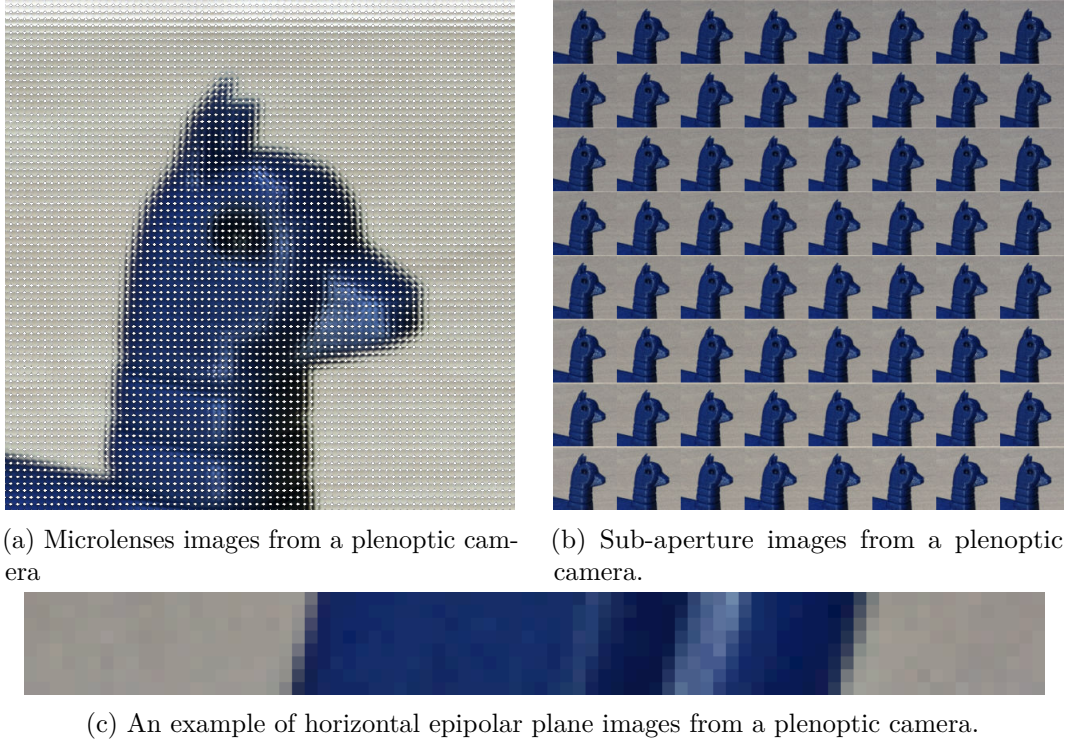 (a) Microlenses images from a plenoptic cam-
era
(b) Sub-aperture images from a plenoptic
camera.
(c) An example of horizontal epipolar plane images from a plenoptic camera.